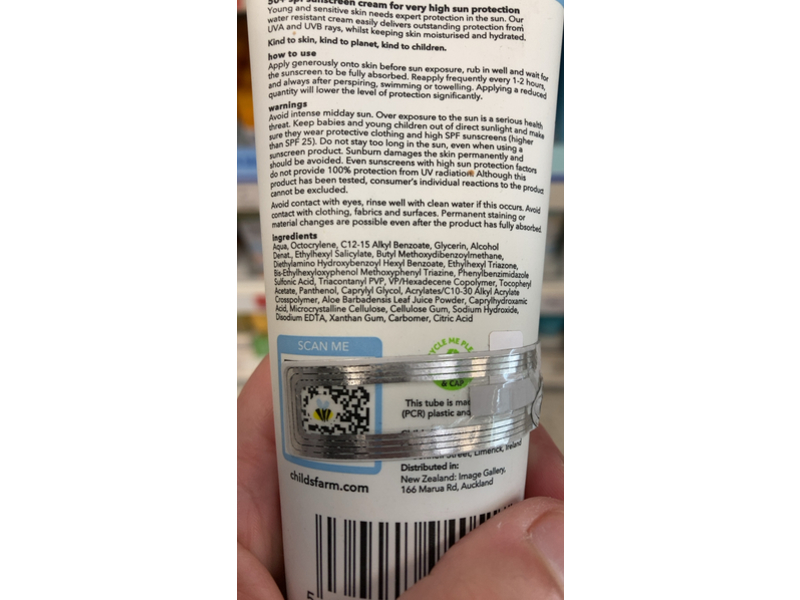 50+ spf sunscreen cream for very high sun protection
Young and sensitive skin needs expert protection in the sun. Our
water resistant cream easily delivers outstanding protection from
UVA and UVB rays, whilst keeping skin moisturised and hydrated.
Kind to skin, kind to planet, kind to children.
how to use
Apply generously onto skin before sun exposure, rub in well and wait for
the sunscreen to be fully absorbed. Reapply frequently every 1-2 hours,
and always after perspiring, swimming or towelling. Applying a reduced
quantity will lower the level of protection significantly.
warnings
Avoid intense midday sun. Over exposure to the sun is a serious health
threat. Keep babies and young children out of direct sunlight and make
sure they wear protective clothing and high SPF sunscreens (higher
than SPF 25). Do not stay too long in the sun, even when using a
sunscreen product. Sunburn damages the skin permanently and
should be avoided. Even sunscreens with high sun protection factors
do not provide 100% protection from UV radiation. Although this
product has been tested, consumer's individual reactions to the product
cannot be excluded.
Avoid contact with eyes, rinse well with clean water if this occurs. Avoid
contact with clothing, fabrics and surfaces. Permanent staining or
material changes are possible even after the product has fully absorbed.
ingredients
Aqua, Octocrylene, C12-15 Alkyl Benzoate, Glycerin, Alcohol
Denat., Ethylhexyl Salicylate, Butyl Methoxydibenzoylmethane,
Diethylamino Hydroxybenzoyl Hexyl Benzoate, Ethylhexyl Triazone,
Bis-Ethylhexyloxyphenol Methoxyphenyl Triazine, Phenylbenzimidazole
Sulfonic Acid, Triacontanyl PVP, VP/Hexadecene Copolymer, Tocopheryl
Acetate, Panthenol, Caprylyl Glycol, Acrylates/C10-30 Alkyl Acrylate
Crosspolymer, Aloe Barbadensis Leaf Juice Powder, Caprylhydroxamic
Acid, Microcrystalline Cellulose, Cellulose Gum, Sodium Hydroxide,
Disodium EDTA, Xanthan Gum, Carbomer, Citric Acid
SCAN ME
CYCLE ME PLE
& CAP
This tube is ma
(PCR) plastic and
Street, Limerick, Ireland
Distributed in:
New Zealand: Image Gallery,
166 Marua Rd, Auckland
childsfarm.com
5